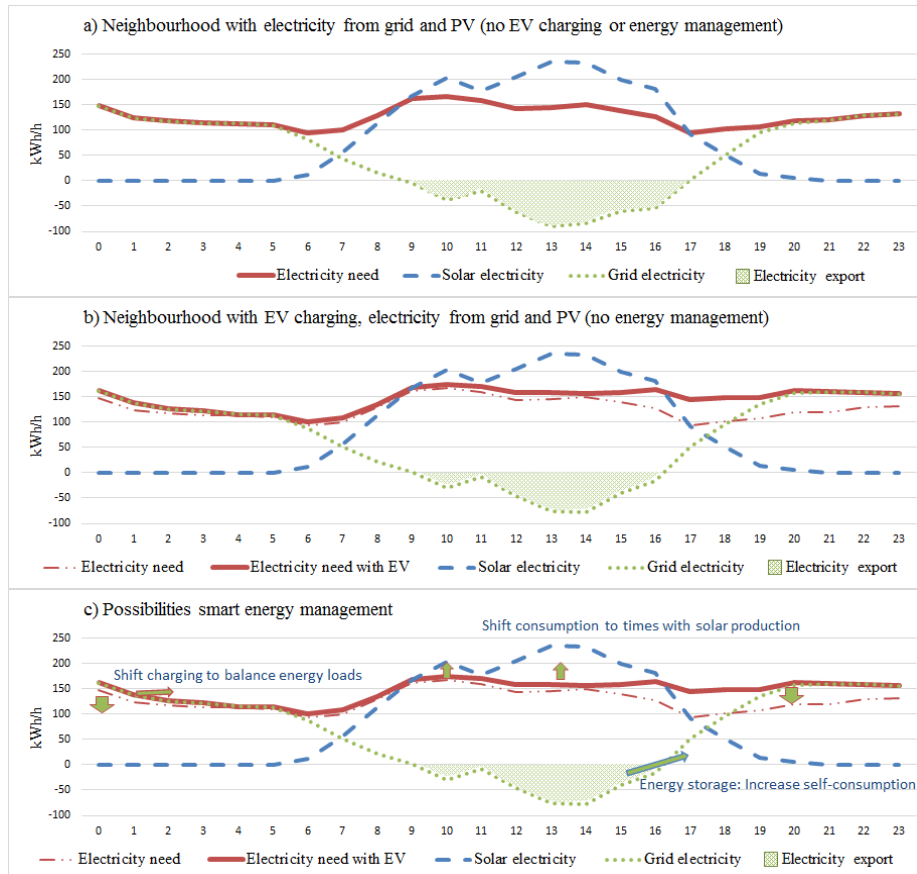 a) Neighbourhood with electricity from grid and PV (no EV charging or energy management)
250
200
150
100
50
0
-50
-100
kWh/h
0 1 2 3 4 5 6 7 8 9 10 11 12 13 14 15 16 17 18 19 20 21 22 23
Electricity need Solar electricity Grid electricity Electricity export
b) Neighbourhood with EV charging, electricity from grid and PV (no energy management)
250
200
150
100
50
0
-50
-100
kWh/h
0 1 2 3 4 5 6 7 8 9 10 11 12 13 14 15 16 17 18 19 20 21 22 23
Electricity need Electricity need with EV Solar electricity Grid electricity Electricity export
c) Possibilities smart energy management
Shift consumption to times with solar production
Shift charging to balance energy loads
250
200
150
100
50
0
-50
-100
kWh/h
Energy storage: Increase self-consumption
0 1 2 3 4 5 6 7 8 9 10 11 12 13 14 15 16 17 18 19 20 21 22 23
Electricity need Electricity need with EV Solar electricity Grid electricity Electricity export